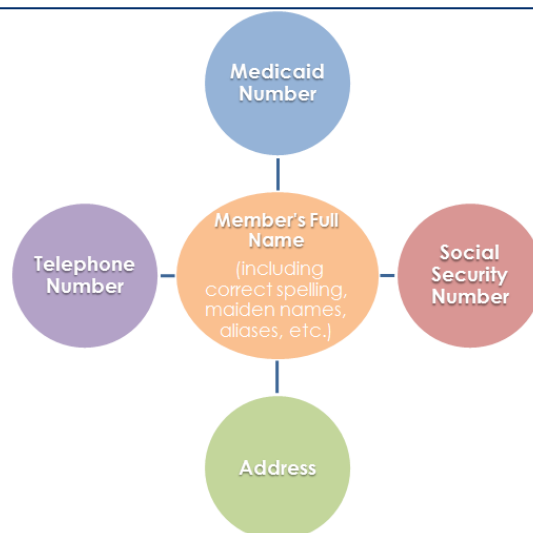 Medicaid
Number
Member's Full
Name
(including
correct spelling,
maiden names,
aliases, etc.)
Telephone
Number
Social
Security
Number
Address